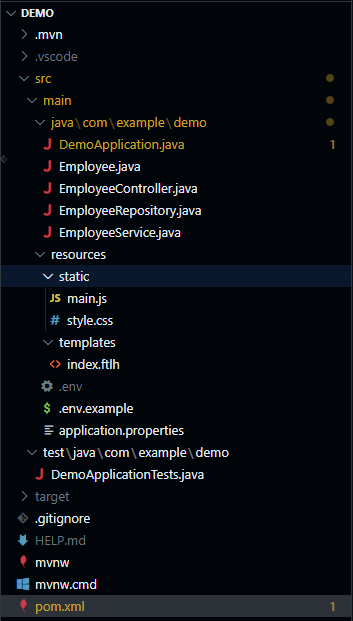 DEMO
.mvn
.vscode
src
main
java\com\example\demo
DemoApplication.java 1
Employee.java
EmployeeController.java
EmployeeRepository.java
EmployeeService.java
resources
static
JS main.js
# style.css
templates
<> index.ftlh
.env
$ .env.example
application.properties
test\java\com\example\demo
DemoApplicationTests.java
target
.gitignore
HELP.md
mvnw
mvnw.cmd
pom.xml 1